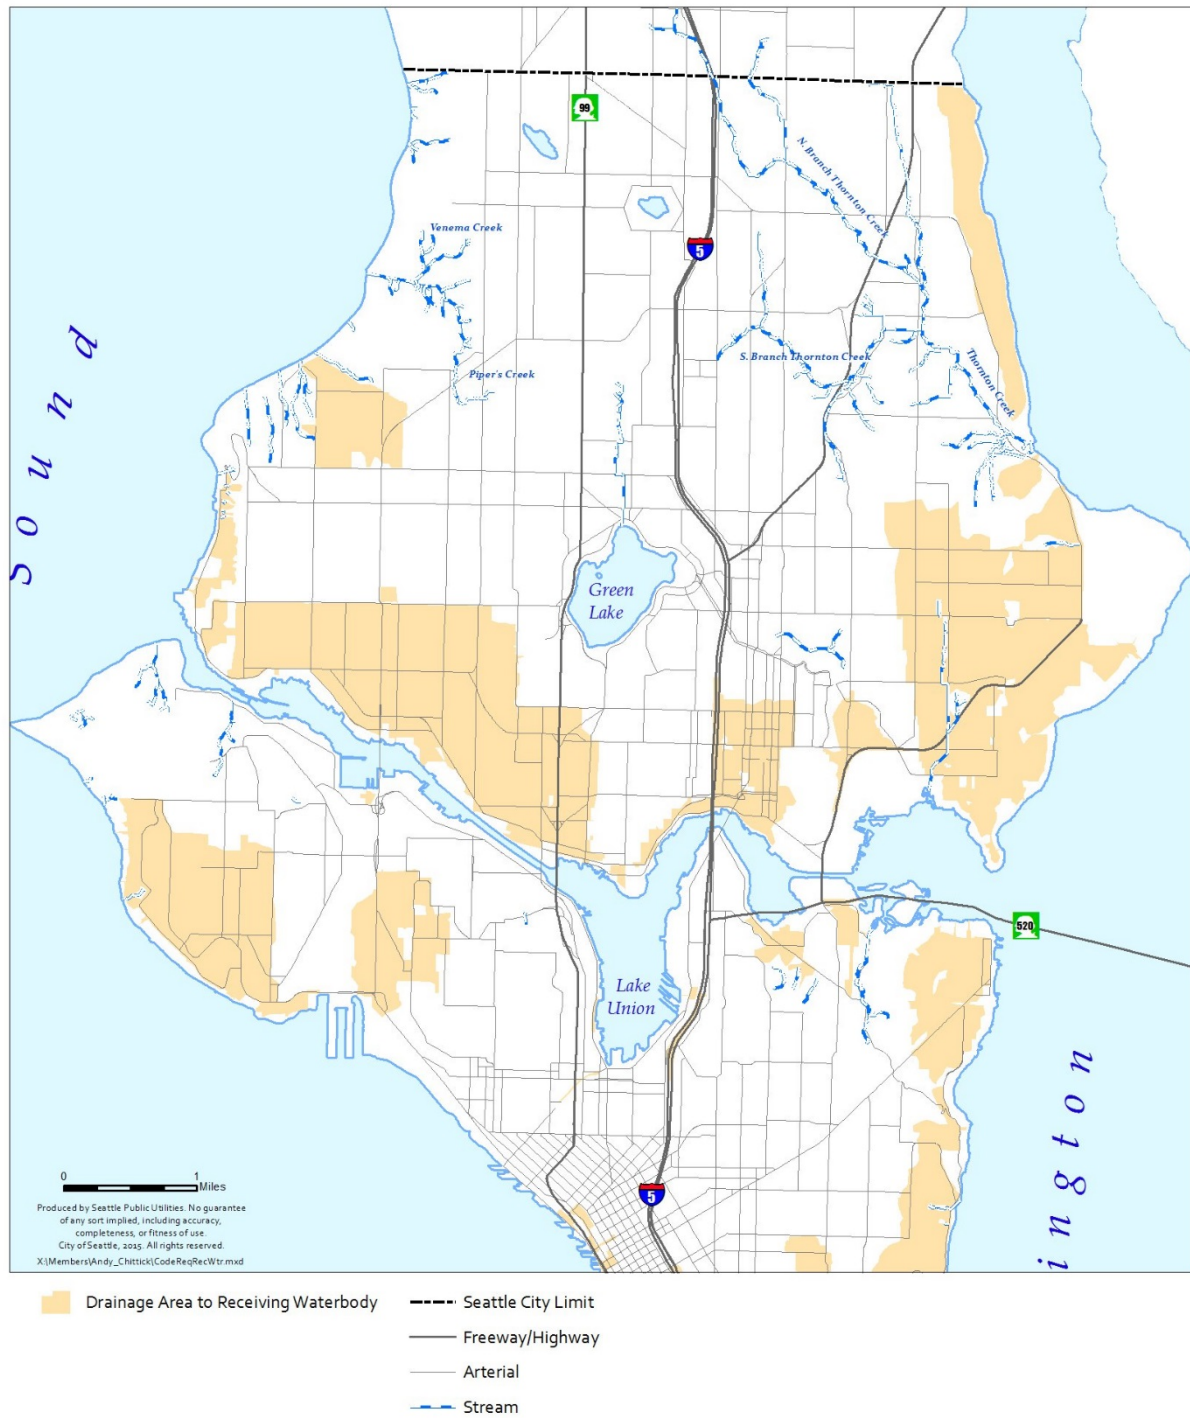 99
N. Branch Thornton Creek
Venema Creek
5
Sound
S. Branch Thornton Creek
Thornton Creek
Piper's Creek
Green
Lake
520
Lake
Union
ington
0 1
Miles
5
Produced by Seattle Public Utilities. No guarantee
of any sort implied, including accuracy,
completeness, or fitness of use.
City of Seattle, 2015. All rights reserved.
X:\Members\Andy_Chittick\CodeReqRecWtr.mxd
Drainage Area to Receiving Waterbody
Seattle City Limit
Freeway/Highway
Arterial
Stream